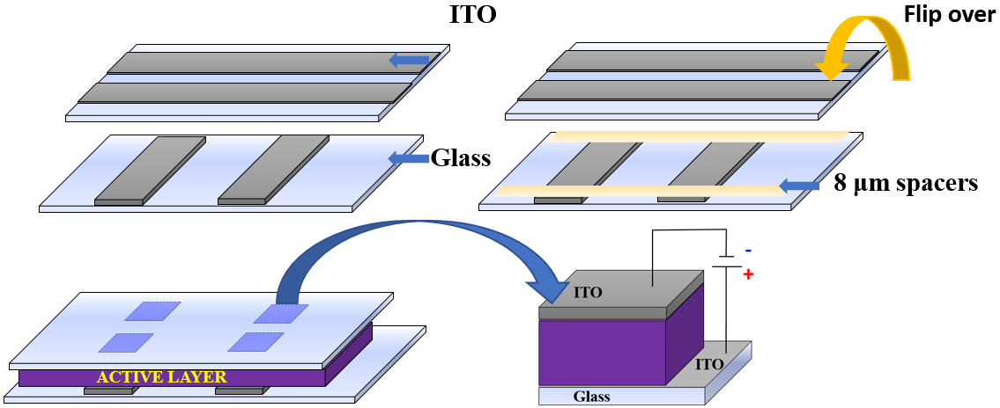 ITO
Flip over
Glass
8 µm spacers
-
+
ITO
ITO
ACTIVE LAYER
Glass